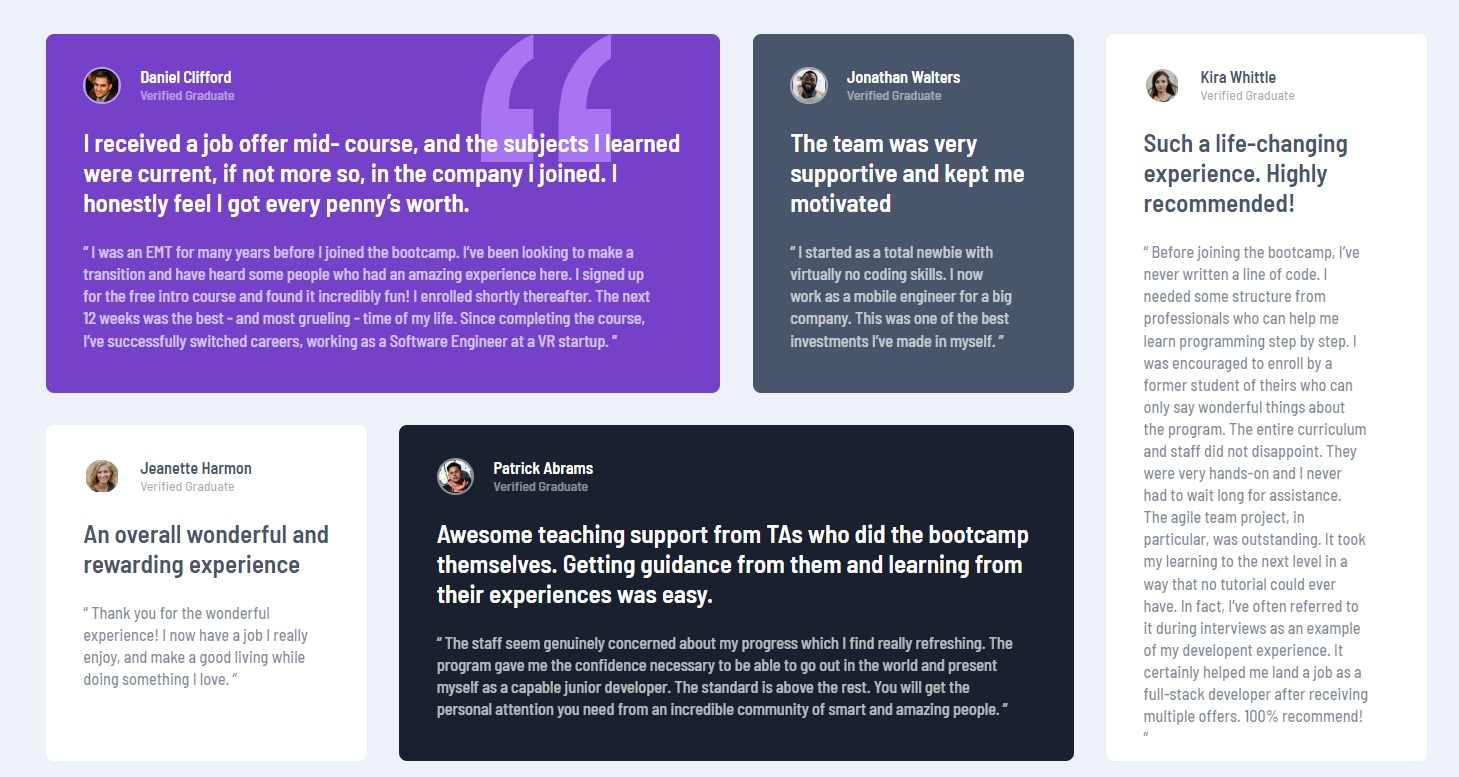 Daniel Clifford
Verified Graduate
I received a job offer mid- course, and the subjects I learned
were current, if not more so, in the company I joined. I
honestly feel I got every penny’s worth.
“ I was an EMT for many years before I joined the bootcamp. I’ve been looking to make a
transition and have heard some people who had an amazing experience here. I signed up
for the free intro course and found it incredibly fun! I enrolled shortly thereafter. The next
12 weeks was the best - and most grueling - time of my life. Since completing the course,
I’ve successfully switched careers, working as a Software Engineer at a VR startup. ”
Jonathan Walters
Verified Graduate
The team was very
supportive and kept me
motivated
“ I started as a total newbie with
virtually no coding skills. I now
work as a mobile engineer for a big
company. This was one of the best
investments I’ve made in myself. ”
Kira Whittle
Verified Graduate
Such a life-changing
experience. Highly
recommended!
“ Before joining the bootcamp, I’ve
never written a line of code. I
needed some structure from
professionals who can help me
learn programming step by step. I
was encouraged to enroll by a
former student of theirs who can
only say wonderful things about
the program. The entire curriculum
and staff did not disappoint. They
were very hands-on and I never
had to wait long for assistance.
The agile team project, in
particular, was outstanding. It took
my learning to the next level in a
way that no tutorial could ever
have. In fact, I’ve often referred to
it during interviews as an example
of my developent experience. It
certainly helped me land a job as a
full-stack developer after receiving
multiple offers. 100% recommend!
”
Jeanette Harmon
Verified Graduate
An overall wonderful and
rewarding experience
“ Thank you for the wonderful
experience! I now have a job I really
enjoy, and make a good living while
doing something I love. ”
Patrick Abrams
Verified Graduate
Awesome teaching support from TAs who did the bootcamp
themselves. Getting guidance from them and learning from
their experiences was easy.
“ The staff seem genuinely concerned about my progress which I find really refreshing. The
program gave me the confidence necessary to be able to go out in the world and present
myself as a capable junior developer. The standard is above the rest. You will get the
personal attention you need from an incredible community of smart and amazing people. ”